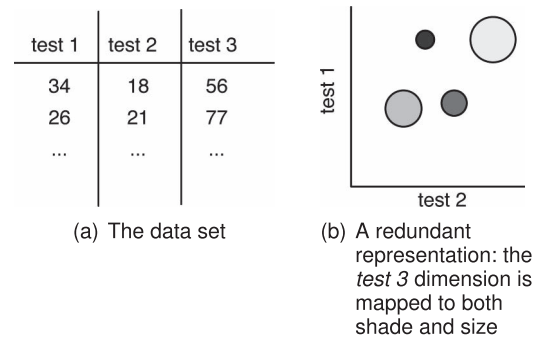 test 1 test 2 test 3
34 18 56
26 21 77
... ... ...
test 1
test 2
(a) The data set
(b) A redundant
representation: the
test 3 dimension is
mapped to both
shade and size